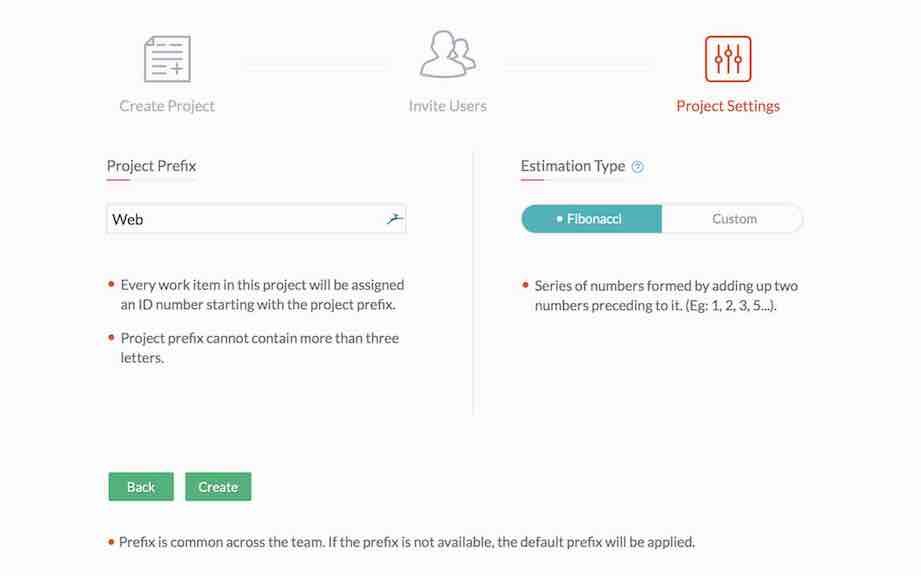 Create Project
Invite Users
Project Settings
Project Prefix
Web
Every work item in this project will be assigned
an ID number starting with the project prefix.
Project prefix cannot contain more than three
letters.
Estimation Type ?
Fibonacci
Custom
Series of numbers formed by adding up two
numbers preceding to it. (Eg: 1, 2, 3, 5...).
Back
Create
Prefix is common across the team. If the prefix is not available, the default prefix will be applied.